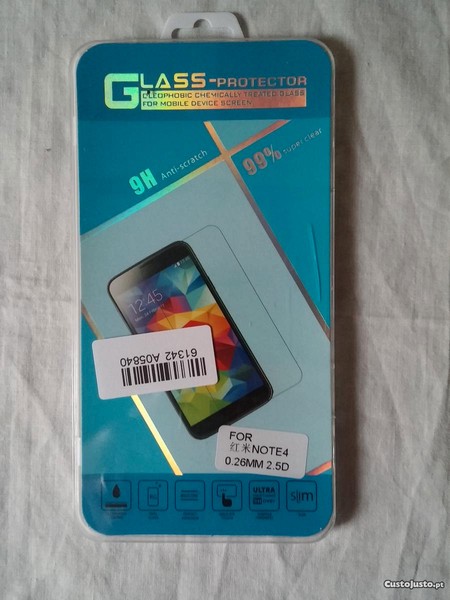 GLASS-PROTECTOR
OLEOPHOBIC CHEMICALLY TREATED GLASS
FOR MOBILE DEVICE SCREEN
9H Anti-scratch
99% super clear
12:45
61342 A05840
FOR
红米NOTE4
0.26MM 2.5D
ULTRA
slim
CustoJusto.pt